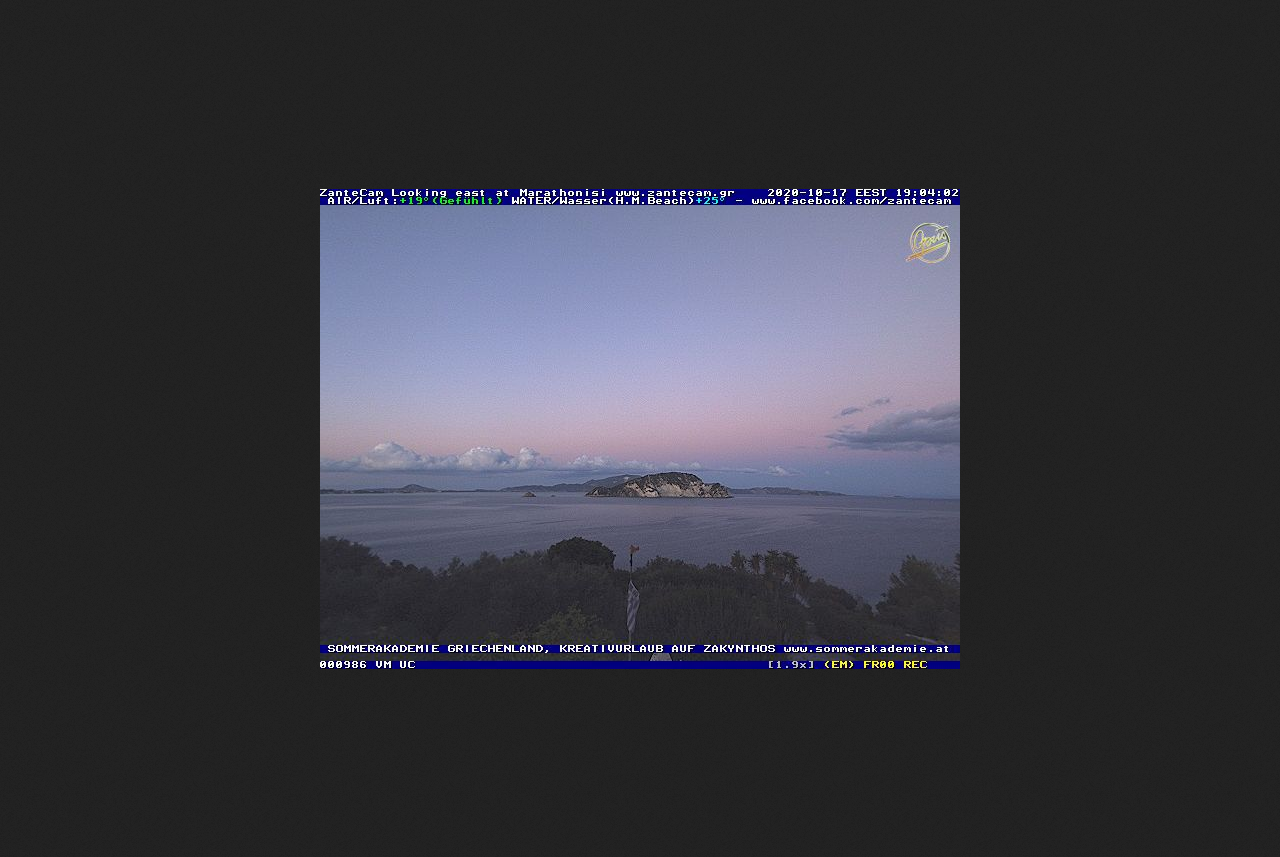 ZanteCam Looking east at Marathonisi www.zantecam.gr 2020-10-17 EEST 19:04:02
AIR/Luft:+19°(Gefühlt) WATER/Wasser(H.M.Beach)+25° - www.facebook.com/zantecam
SOMMERAKADEMIE GRIECHENLAND, KREATIVURLAUB AUF ZAKYNTHOS www.sommerakademie.at
000986 VM UC [1.9x] (EM) FR00 REC